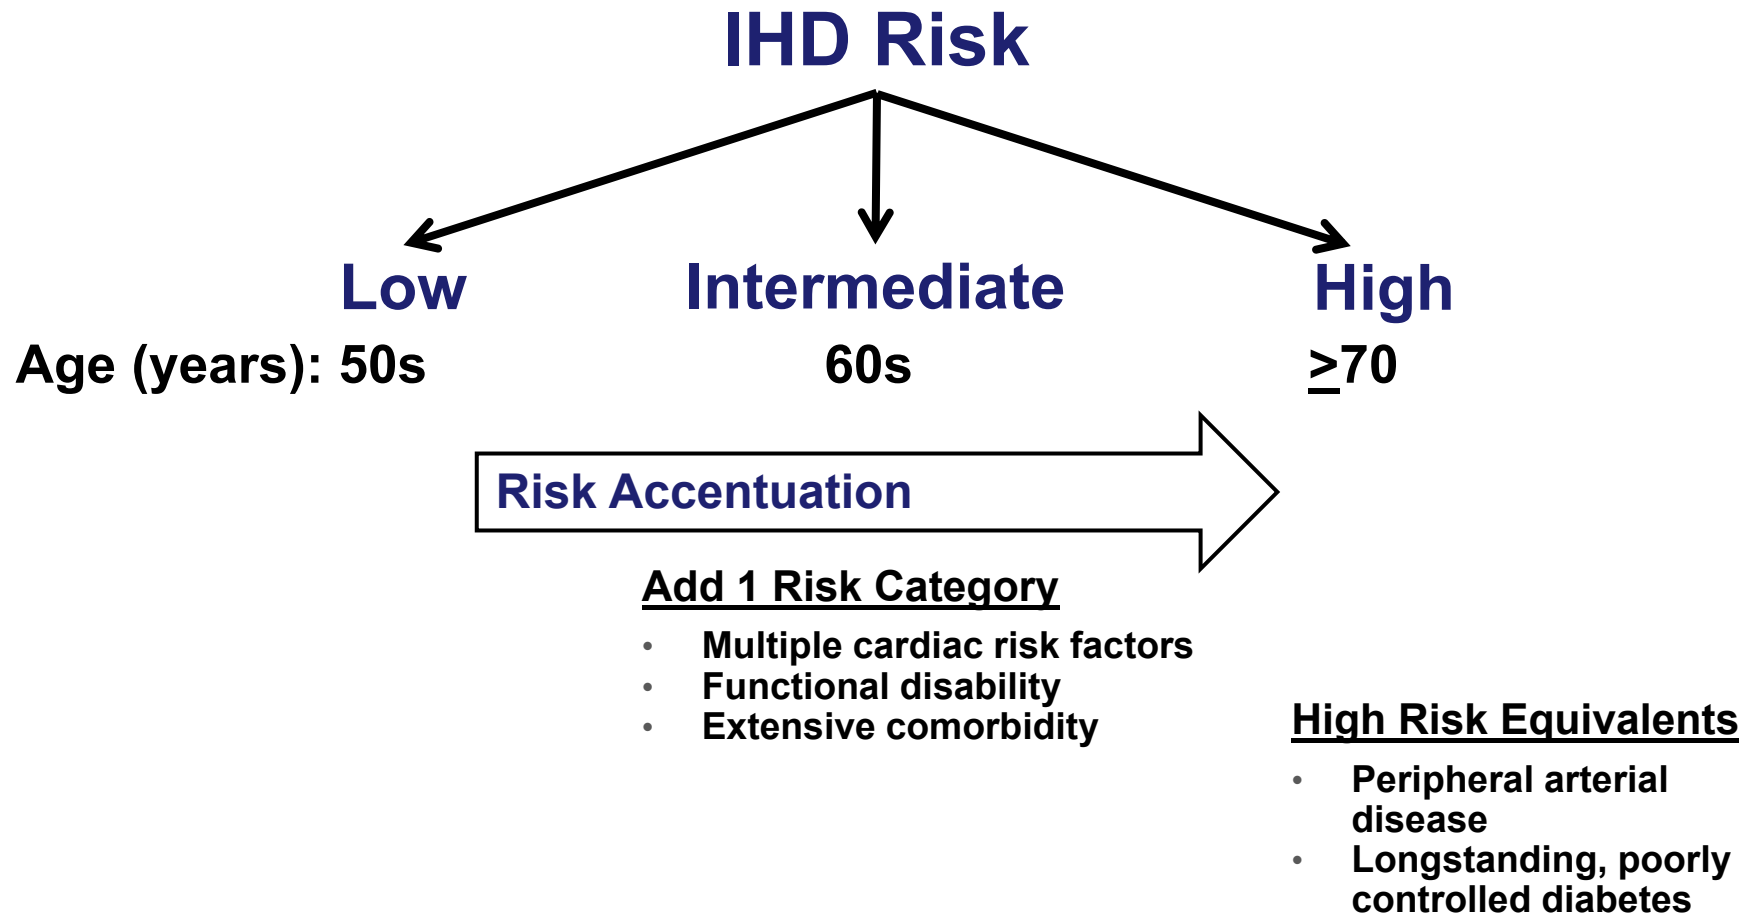 IHD Risk
Low Intermediate High
Age (years): 50s 60s ≥70
Risk Accentuation
Add 1 Risk Category
• Multiple cardiac risk factors
• Functional disability
• Extensive comorbidity
High Risk Equivalents
• Peripheral arterial
disease
• Longstanding, poorly
controlled diabetes